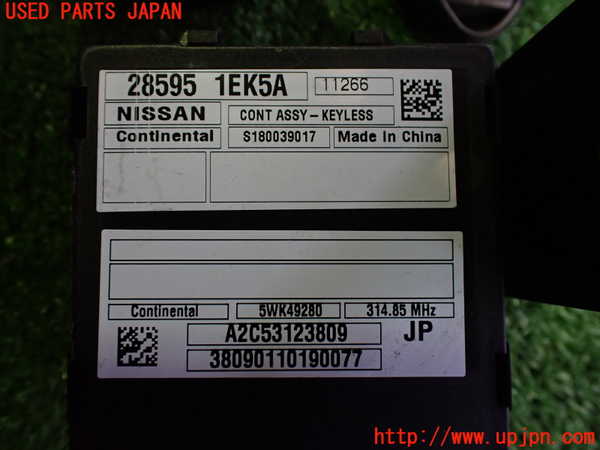 USED PARTS JAPAN
28595 1EK5A 11266
NISSAN CONT ASSY-KEYLESS
Continental S180039017 Made in China
Continental 5WK49280 314.85 MHz
A2C53123809 JP
38090110190077
http://www.upjpn.com/